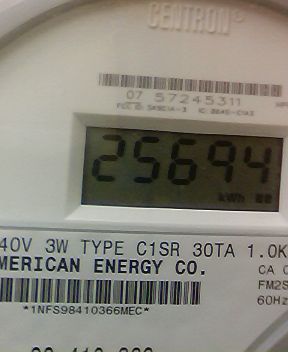 CENTRON®
07 57245311
25694
kWh
40V 3W TYPE C1SR 30TA 1.0K
MERICAN ENERGY CO.
CA 0
FM2S
60Hz
*1NFS98410366MEC*